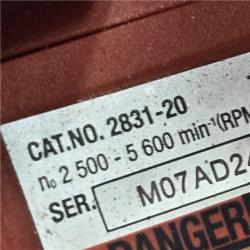 CAT.NO. 2831-20
n₀ 2 500 - 5 600 min⁻¹(RPM
SER. M07AD24
DANGER